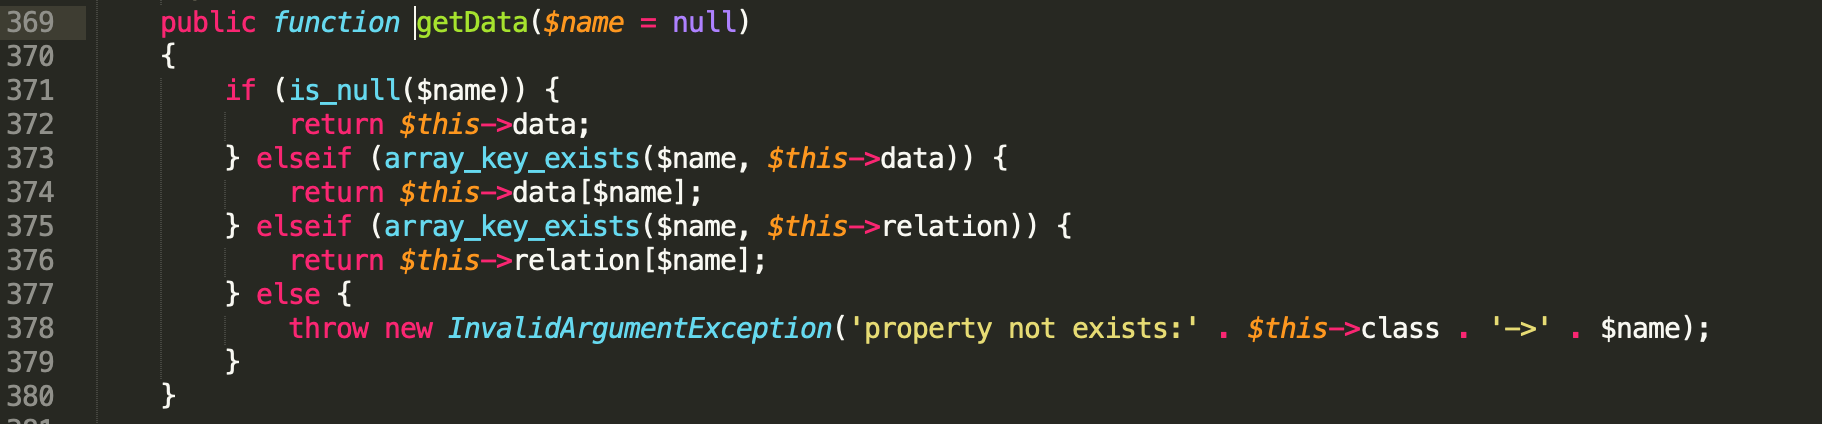 369 public function getData($name = null)
370 {
371 if (is_null($name)) {
372 return $this->data;
373 } elseif (array_key_exists($name, $this->data)) {
374 return $this->data[$name];
375 } elseif (array_key_exists($name, $this->relation)) {
376 return $this->relation[$name];
377 } else {
378 throw new InvalidArgumentException('property not exists:' . $this->class . '->' . $name);
379 }
380 }